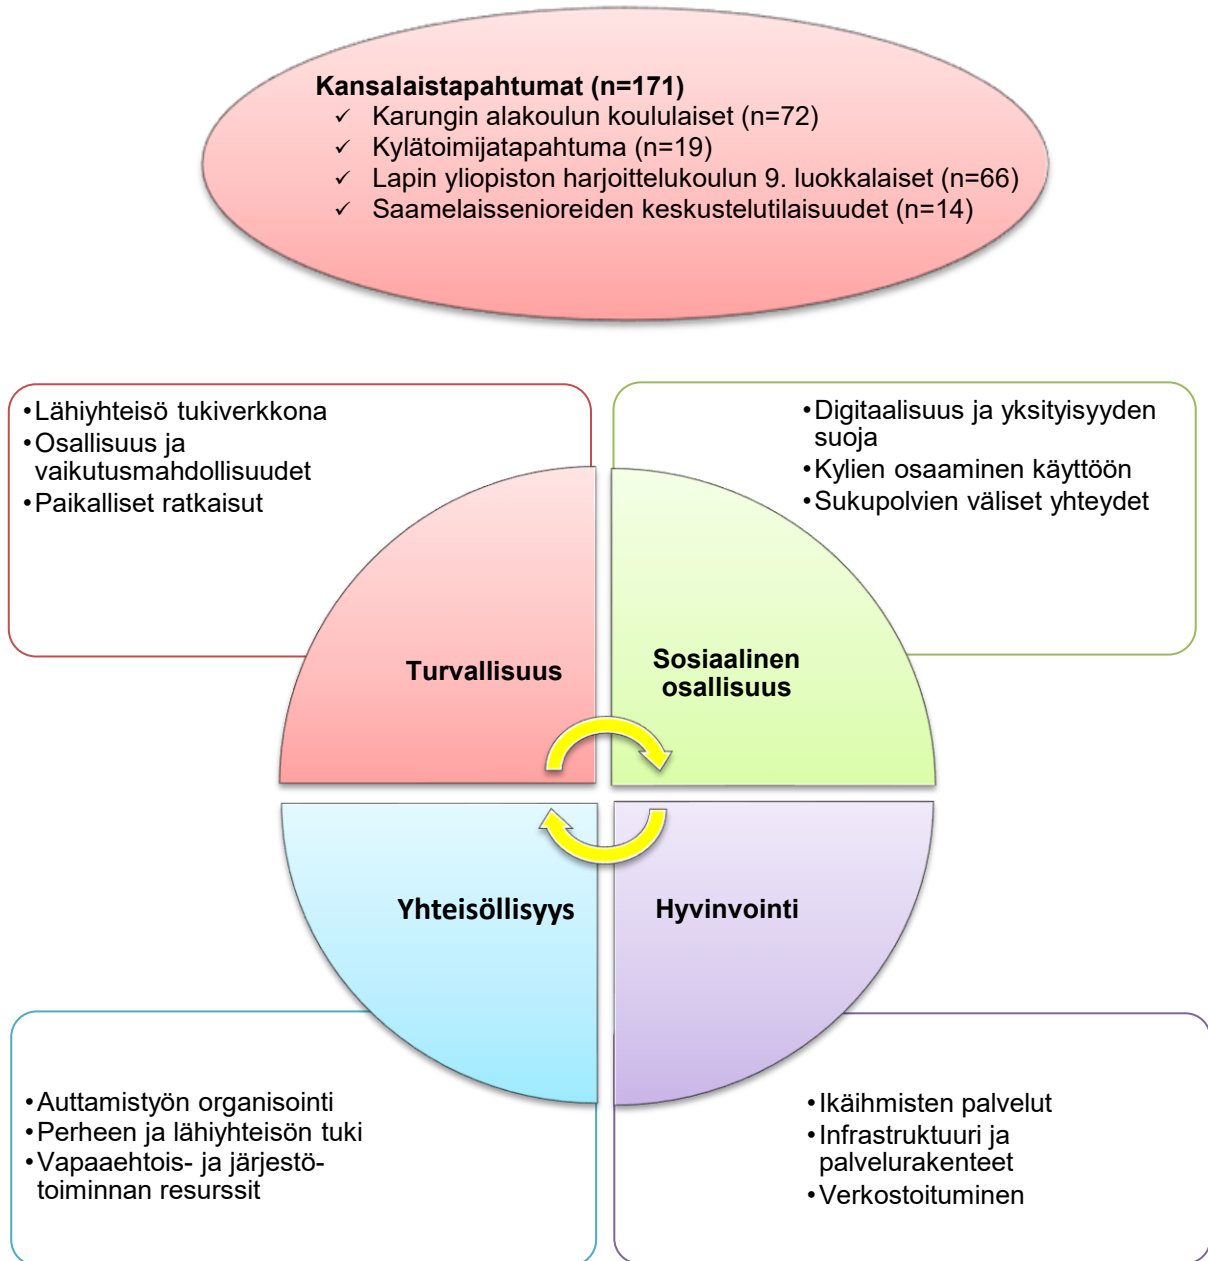 Kansalaistapahtumat (n=171)
✓ Karungin alakoulun koululaiset (n=72)
✓ Kylätoimijatapahtuma (n=19)
✓ Lapin yliopiston harjoittelukoulun 9. luokkalaiset (n=66)
✓ Saamelaissenioreiden keskustelutilaisuudet (n=14)
•Lähiyhteisö tukiverkkona
•Osallisuus ja
vaikutusmahdollisuudet
•Paikalliset ratkaisut
•Digitaalisuus ja yksityisyyden
suoja
•Kylien osaaminen käyttöön
•Sukupolvien väliset yhteydet
Turvallisuus
Sosiaalinen
osallisuus
Yhteisöllisyys
Hyvinvointi
•Auttamistyön organisointi
•Perheen ja lähiyhteisön tuki
•Vapaaehtois- ja järjestö-
toiminnan resurssit
•Ikäihmisten palvelut
•Infrastruktuuri ja
palvelurakenteet
•Verkostoituminen